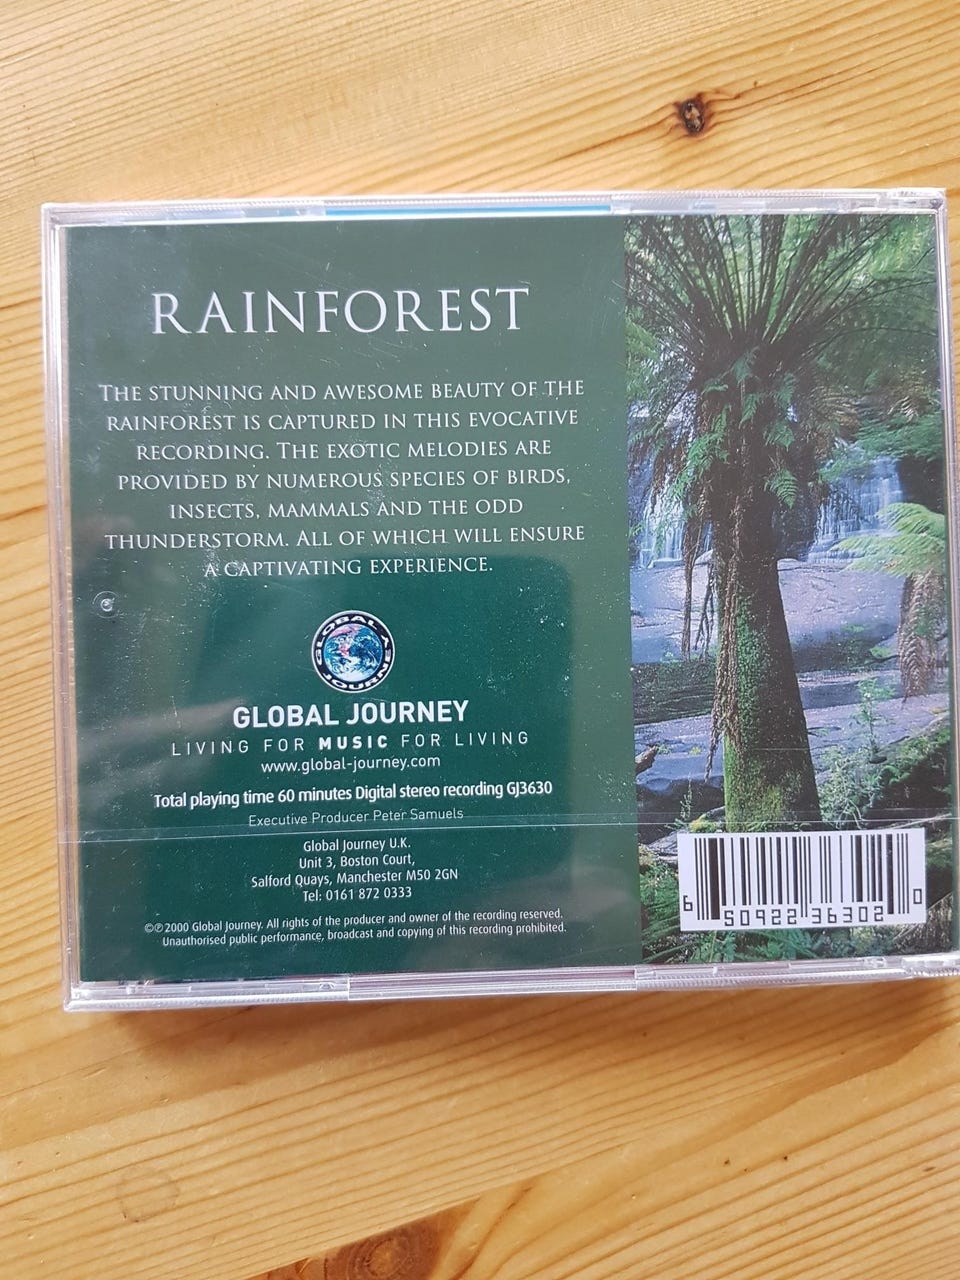 RAINFOREST
THE STUNNING AND AWESOME BEAUTY OF THE
RAINFOREST IS CAPTURED IN THIS EVOCATIVE
RECORDING. THE EXOTIC MELODIES ARE
PROVIDED BY NUMEROUS SPECIES OF BIRDS,
INSECTS, MAMMALS AND THE ODD
THUNDERSTORM. ALL OF WHICH WILL ENSURE
A CAPTIVATING EXPERIENCE.
GLOBAL JOURNEY
GLOBAL JOURNEY
LIVING FOR MUSIC FOR LIVING
www.global-journey.com
Total playing time 60 minutes Digital stereo recording GJ3630
Executive Producer Peter Samuels
Global Journey U.K.
Unit 3, Boston Court,
Salford Quays, Manchester M50 2GN
Tel: 0161 872 0333
©℗2000 Global Journey. All rights of the producer and owner of the recording reserved.
Unauthorised public performance, broadcast and copying of this recording prohibited.
6 50922 36302 0